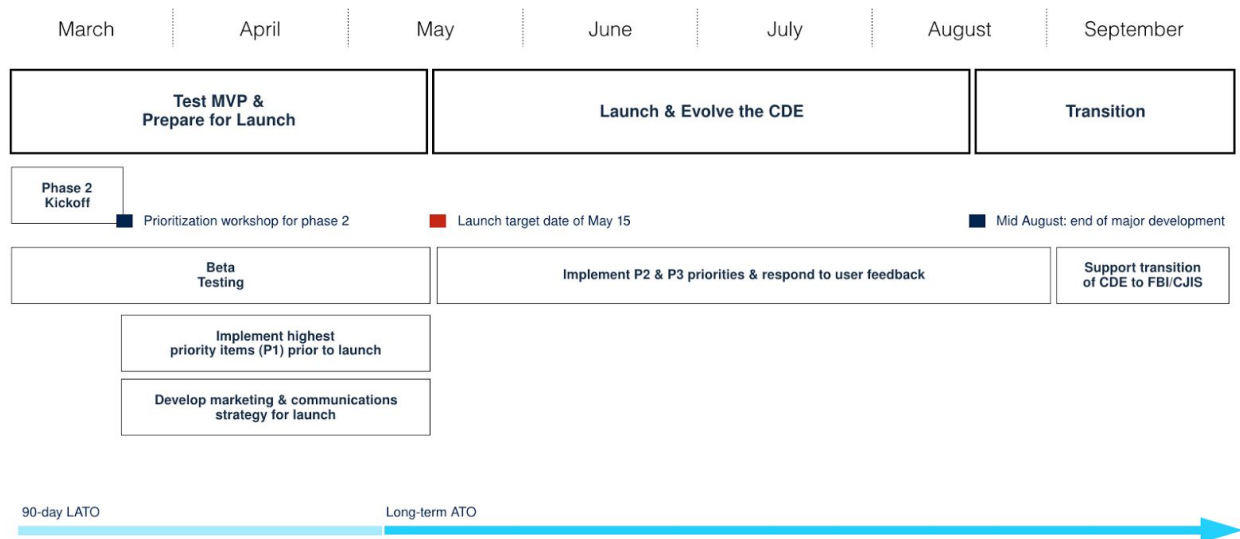 March
April
May
June
July
August
September
Test MVP &
Prepare for Launch
Launch & Evolve the CDE
Transition
Phase 2
Kickoff
Prioritization workshop for phase 2
Launch target date of May 15
Mid August: end of major development
Beta
Testing
Implement P2 & P3 priorities & respond to user feedback
Support transition
of CDE to FBI/CJIS
Implement highest
priority items (P1) prior to launch
Develop marketing & communications
strategy for launch
90-day LATO
Long-term ATO